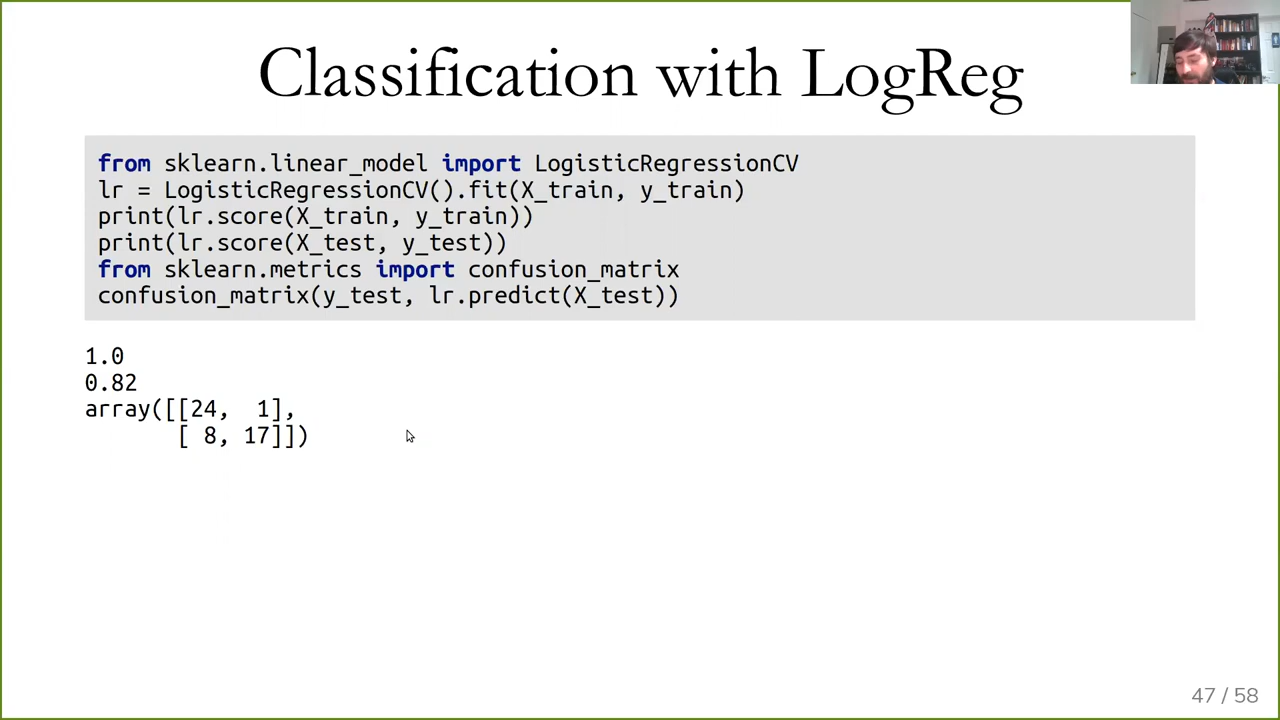 Classification with LogReg
from sklearn.linear_model import LogisticRegressionCV
lr = LogisticRegressionCV().fit(X_train, y_train)
print(lr.score(X_train, y_train))
print(lr.score(X_test, y_test))
from sklearn.metrics import confusion_matrix
confusion_matrix(y_test, lr.predict(X_test))
1.0
0.82
array([[24,  1],
       [ 8, 17]])
47 / 58